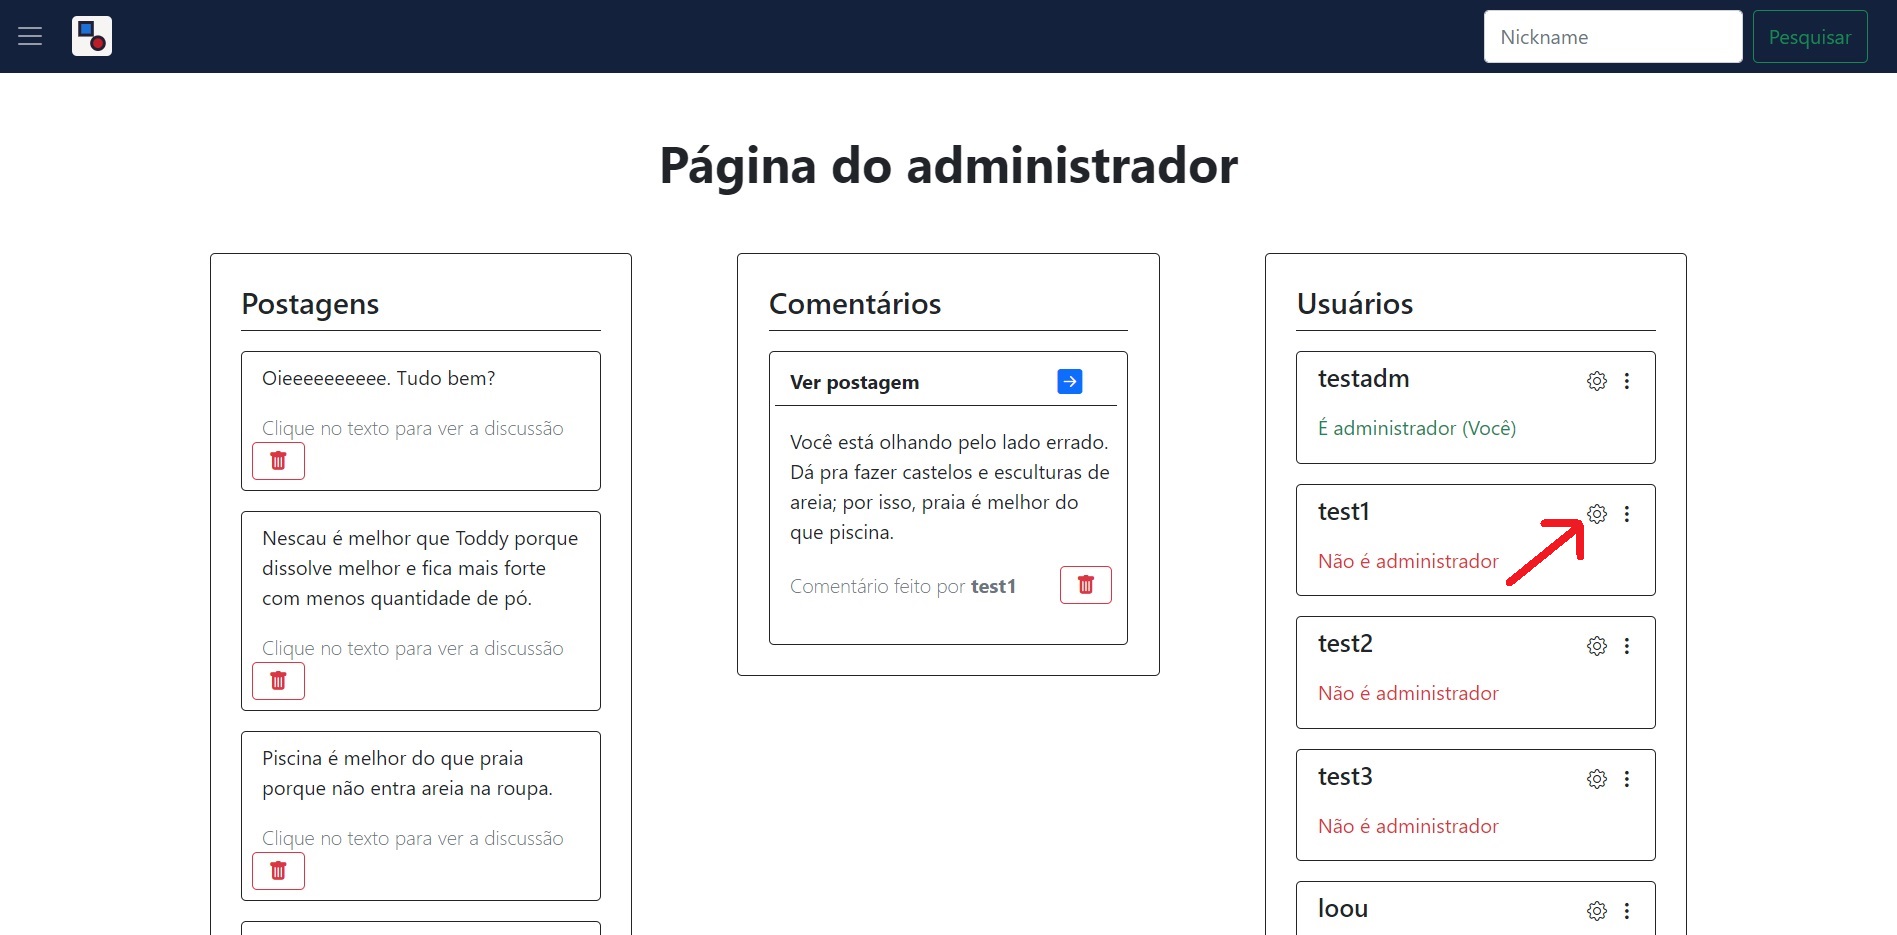 Nickname
Pesquisar
Página do administrador
Postagens
Oieeeeeeeeee. Tudo bem?
Clique no texto para ver a discussão
Nescau é melhor que Toddy porque
dissolve melhor e fica mais forte
com menos quantidade de pó.
Clique no texto para ver a discussão
Piscina é melhor do que praia
porque não entra areia na roupa.
Clique no texto para ver a discussão
Comentários
Ver postagem
Você está olhando pelo lado errado.
Dá pra fazer castelos e esculturas de
areia; por isso, praia é melhor do
que piscina.
Comentário feito por test1
Usuários
testadm
É administrador (Você)
test1
Não é administrador
test2
Não é administrador
test3
Não é administrador
loou